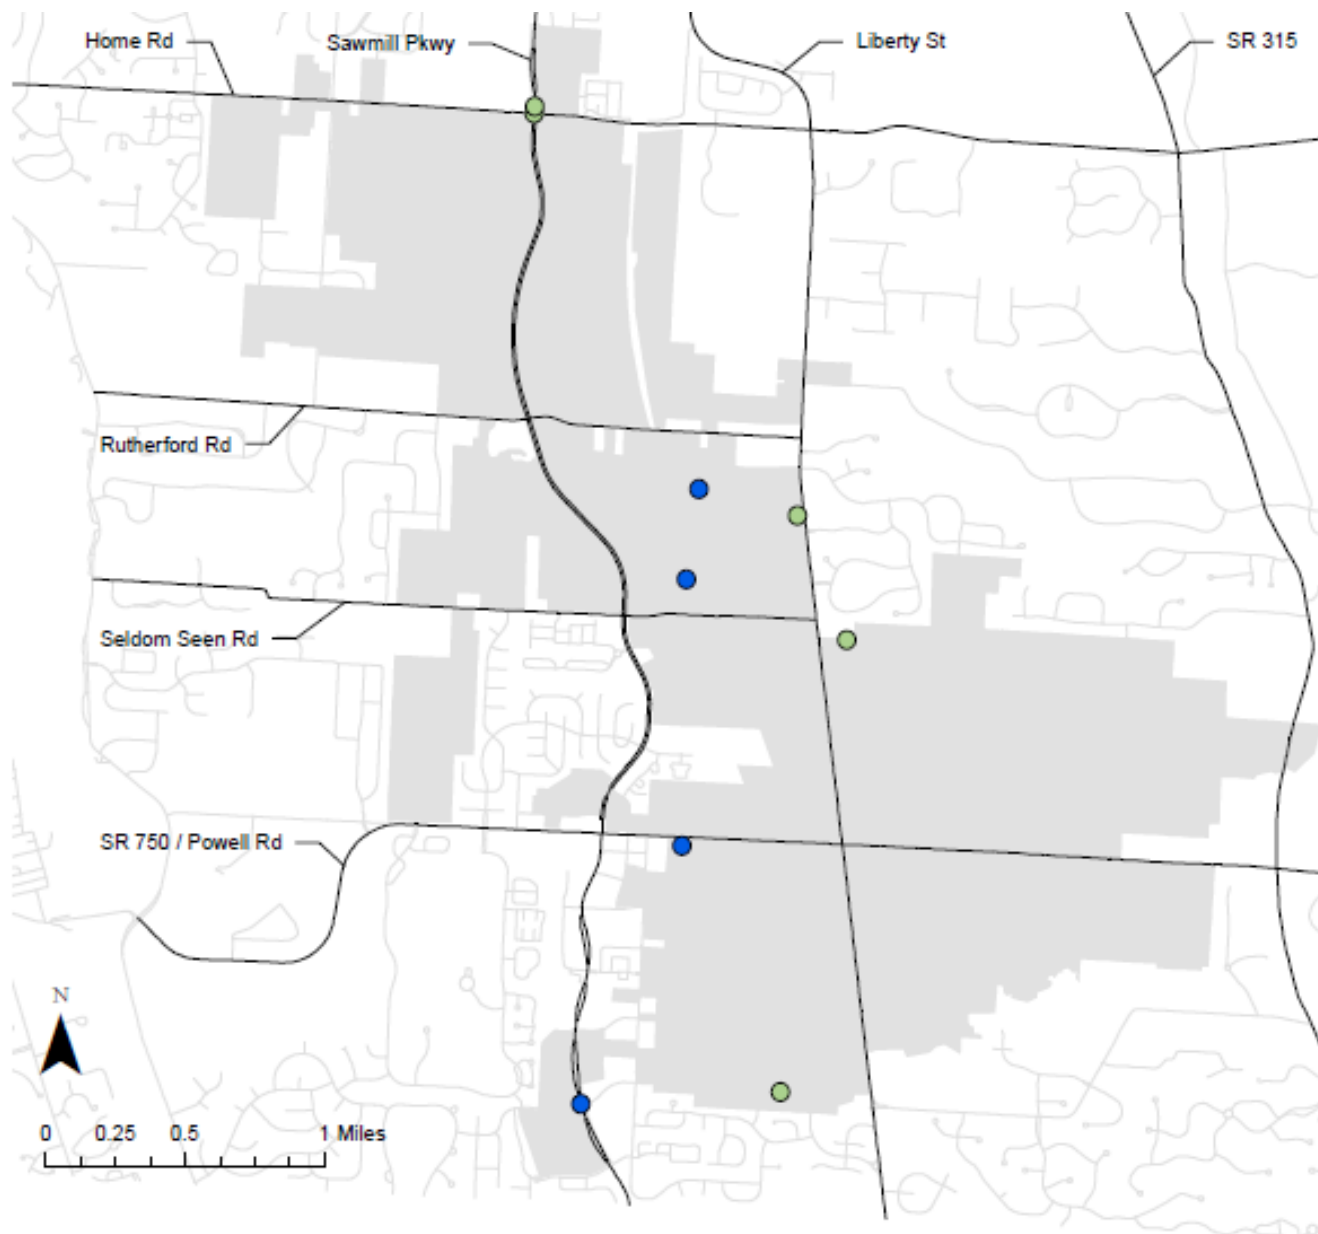 Home Rd
Sawmill Pkwy
Liberty St
SR 315
Rutherford Rd
Seldom Seen Rd
SR 750 / Powell Rd
N
0 0.25 0.5 1 Miles